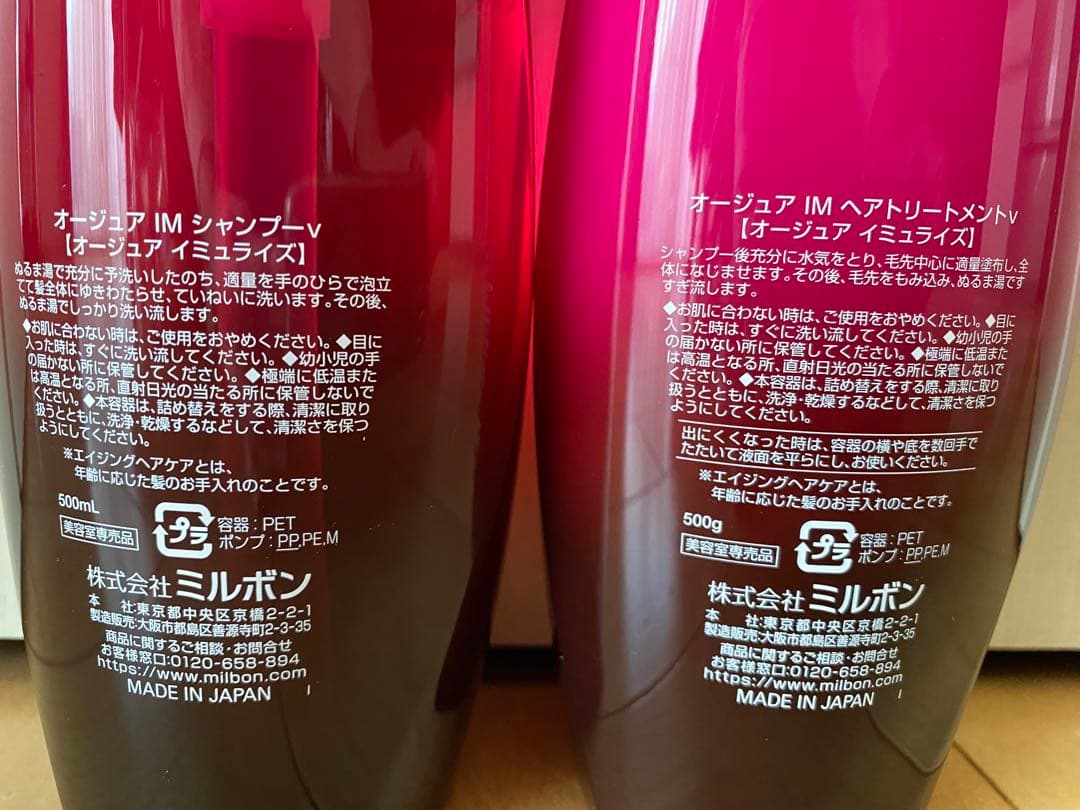 オージュア IM シャンプーv
【オージュア イミュライズ】
ぬるま湯で充分に予洗いしたのち、適量を手のひらで泡立
てて髪全体にゆきわたらせ、ていねいに洗います。その後、
ぬるま湯でしっかり洗い流します。
◆お肌に合わない時は、ご使用をおやめください。◆目に
入った時は、すぐに洗い流してください。◆幼小児の手
の届かない所に保管してください。◆極端に低温また
は高温となる所、直射日光の当たる所に保管しないで
ください。◆本容器は、詰め替えをする際、清潔に取り
扱うとともに、洗浄・乾燥するなどして、清潔さを保つ
ようにしてください。
※エイジングヘアケアとは、
年齢に応じた髪のお手入れのことです。
500mL
美容室専売品
プラ
容器：PET
ポンプ：PP,PE,M
株式会社 ミルボン
本　社:東京都中央区京橋2-2-1
製造販売:大阪市都島区善源寺町2-3-35
商品に関するご相談・お問合せ
お客様窓口:0120-658-894
https://www.milbon.com
MADE IN JAPAN
オージュア IM ヘアトリートメントv
【オージュア イミュライズ】
シャンプー後充分に水気をとり、毛先中心に適量塗布し、全
体になじませます。その後、毛先をもみ込み、ぬるま湯です
すぎ流します。
◆お肌に合わない時は、ご使用をおやめください。◆目に
入った時は、すぐに洗い流してください。◆幼小児の手
の届かない所に保管してください。◆極端に低温また
は高温となる所、直射日光の当たる所に保管しないで
ください。◆本容器は、詰め替えをする際、清潔に取り
扱うとともに、洗浄・乾燥するなどして、清潔さを保つ
ようにしてください。
出にくくなった時は、容器の横や底を数回手で
たたいて液面を平らにし、お使いください。
※エイジングヘアケアとは、
年齢に応じた髪のお手入れのことです。
500g
美容室専売品
プラ
容器：PET
ポンプ：PP,PE,M
株式会社 ミルボン
本　社:東京都中央区京橋2-2-1
製造販売:大阪市都島区善源寺町2-3-35
商品に関するご相談・お問合せ
お客様窓口:0120-658-894
https://www.milbon.com
MADE IN JAPAN